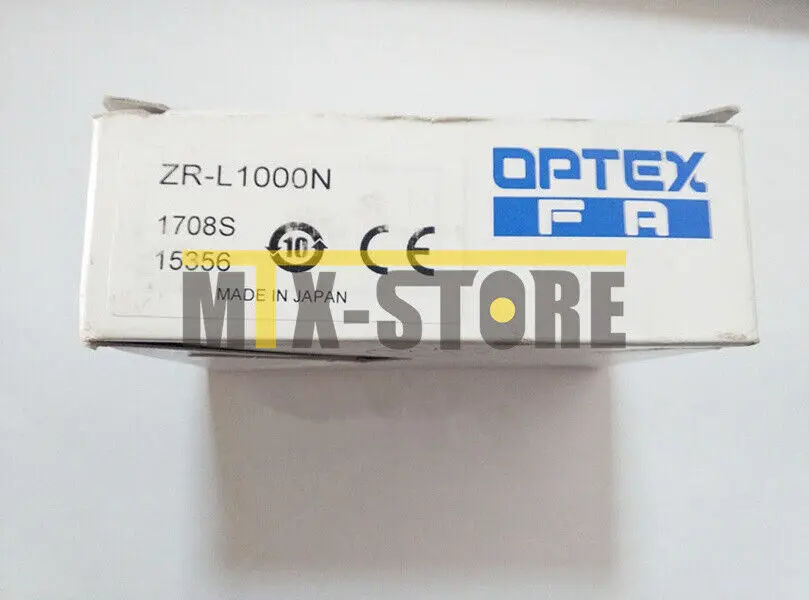 ZR-L1000N
OPTEX
FA
1708S
15356
10
CE
MADE IN JAPAN
MTX-STORE